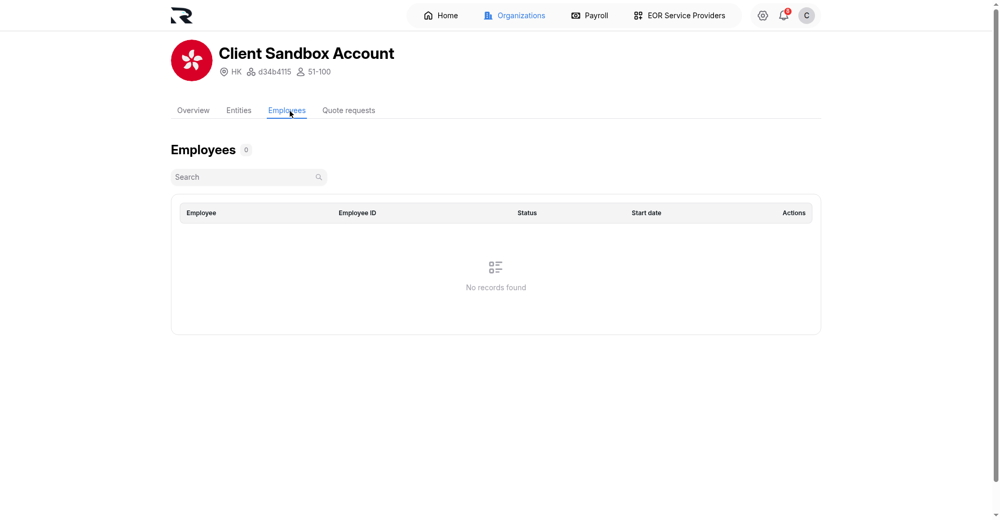 Home
Organizations
Payroll
EOR Service Providers
8
C
Client Sandbox Account
HK d34b4115 51-100
Overview
Entities
Employees
Quote requests
Employees 0
Search
Employee
Employee ID
Status
Start date
Actions
No records found